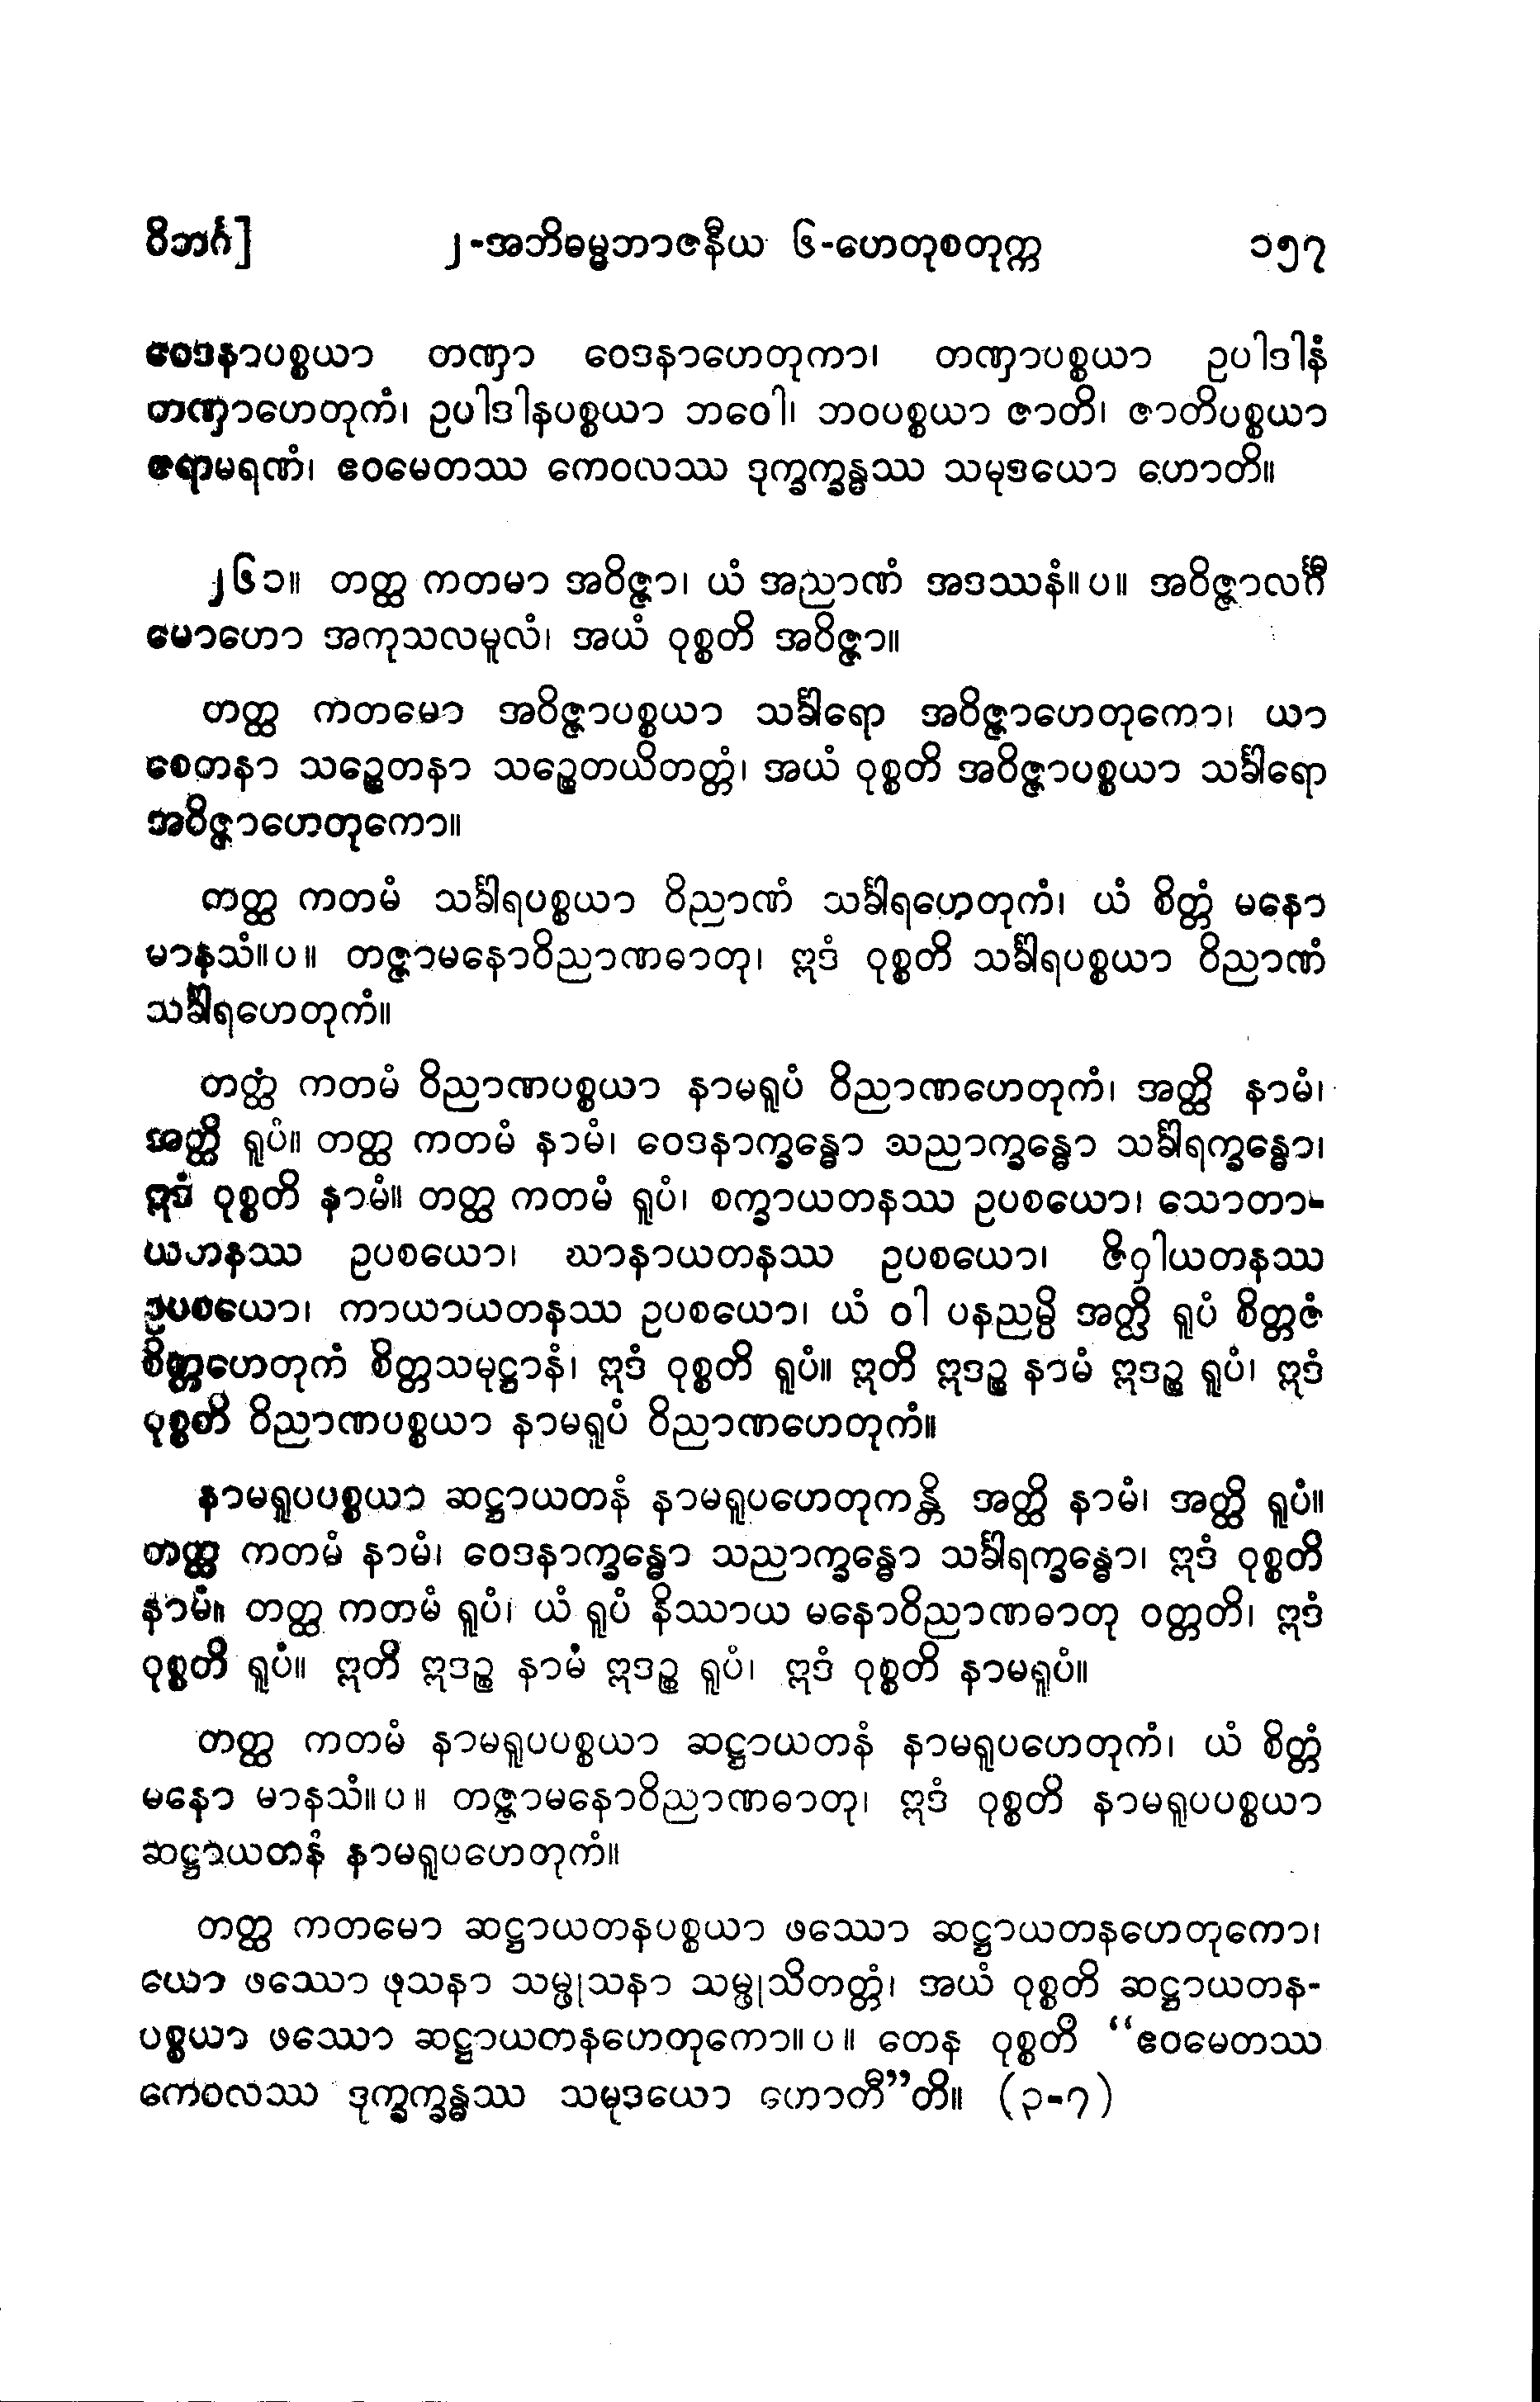 ဝိဘင်္ဂ]	၂-အဘိဓမ္မဘာဇနီယ ၆-ဟေတုစတုက္က	၁၅၇
ဝေဒနာပစ္စယာ တဏှာ ဝေဒနာဟေတုကာ၊ တဏှာပစ္စယာ ဥပါဒါနံ
တဏှာဟေတုကံ၊ ဥပါဒါနပစ္စယာ ဘဝေါ၊ ဘဝပစ္စယာ ဇာတိ၊ ဇာတိပစ္စယာ
ဇရာမရဏံ၊ ဧဝမေတဿ ကေဝလဿ ဒုက္ခက္ခန္ဓဿ သမုဒယော ဟောတိ။
၂၆၁။ တတ္ထ ကတမာ အဝိဇ္ဇာ၊ ယံ အညာဏံ အဒဿနံ။ပ။ အဝိဇ္ဇာလင်္ဂီ
မောဟော အကုသလမူလံ၊ အယံ ဝုစ္စတိ အဝိဇ္ဇာ။
တတ္ထ ကတမော အဝိဇ္ဇာပစ္စယာ သင်္ခါရော အဝိဇ္ဇာဟေတုကော၊ ယာ
စေတနာ သဉ္စေတနာ သဉ္စေတယိတတ္တံ၊ အယံ ဝုစ္စတိ အဝိဇ္ဇာပစ္စယာ သင်္ခါရော
အဝိဇ္ဇာဟေတုကော။
တတ္ထ ကတမံ သင်္ခါရပစ္စယာ ဝိညာဏံ သင်္ခါရဟေတုကံ၊ ယံ စိတ္တံ မနော
မာနသံ။ပ။ တဇ္ဇာမနောဝိညာဏဓာတု၊ ဣဒံ ဝုစ္စတိ သင်္ခါရပစ္စယာ ဝိညာဏံ
သင်္ခါရဟေတုကံ။
တတ္ထံ ကတမံ ဝိညာဏပစ္စယာ နာမရူပံ ဝိညာဏဟေတုကံ၊ အတ္ထိ နာမံ၊
အတ္ထိ ရူပံ။ တတ္ထ ကတမံ နာမံ၊ ဝေဒနာက္ခန္ဓော သညာက္ခန္ဓော သင်္ခါရက္ခန္ဓော၊
ဣဒံ ဝုစ္စတိ နာမံ။ တတ္ထ ကတမံ ရူပံ၊ စက္ခာယတနဿ ဥပစယော၊ သောတာ-
ယတနဿ ဥပစယော၊ ဃာနာယတနဿ ဥပစယော၊ ဇိဝှါယတနဿ
ဥပစယော၊ ကာယာယတနဿ ဥပစယော၊ ယံ ဝါ ပနညမ္ပိ အတ္ထိ ရူပံ စိတ္တဇံ
စိတ္တဟေတုကံ စိတ္တသမုဋ္ဌာနံ၊ ဣဒံ ဝုစ္စတိ ရူပံ။ ဣတိ ဣဒဉ္စ နာမံ ဣဒဉ္စ ရူပံ၊ ဣဒံ
ဝုစ္စတိ ဝိညာဏပစ္စယာ နာမရူပံ ဝိညာဏဟေတုကံ။
နာမရူပပစ္စယာ ဆဋ္ဌာယတနံ နာမရူပဟေတုကန္တိ အတ္ထိ နာမံ၊ အတ္ထိ ရူပံ။
တတ္ထ ကတမံ နာမံ၊ ဝေဒနာက္ခန္ဓော သညာက္ခန္ဓော သင်္ခါရက္ခန္ဓော၊ ဣဒံ ဝုစ္စတိ
နာမံ။ တတ္ထ ကတမံ ရူပံ၊ ယံ ရူပံ နိဿာယ မနောဝိညာဏဓာတု ဝတ္တတိ၊ ဣဒံ
ဝုစ္စတိ ရူပံ။ ဣတိ ဣဒဉ္စ နာမံ ဣဒဉ္စ ရူပံ၊ ဣဒံ ဝုစ္စတိ နာမရူပံ။
တတ္ထ ကတမံ နာမရူပပစ္စယာ ဆဋ္ဌာယတနံ နာမရူပဟေတုကံ၊ ယံ စိတ္တံ
မနော မာနသံ။ပ။ တဇ္ဇာမနောဝိညာဏဓာတု၊ ဣဒံ ဝုစ္စတိ နာမရူပပစ္စယာ
ဆဋ္ဌာယတနံ နာမရူပဟေတုကံ။
တတ္ထ ကတမော ဆဋ္ဌာယတနပစ္စယာ ဖဿော ဆဋ္ဌာယတနဟေတုကော၊
ယော ဖဿော ဖုသနာ သမ္ဖုသနာ သမ္ဖုသိတတ္တံ၊ အယံ ဝုစ္စတိ ဆဋ္ဌာယတန-
ပစ္စယာ ဖဿော ဆဋ္ဌာယတနဟေတုကော။ပ။ တေန ဝုစ္စတိ “ဧဝမေတဿ
ကေဝလဿ ဒုက္ခက္ခန္ဓဿ သမုဒယော ဟောတီ”တိ။ (၃-၇)